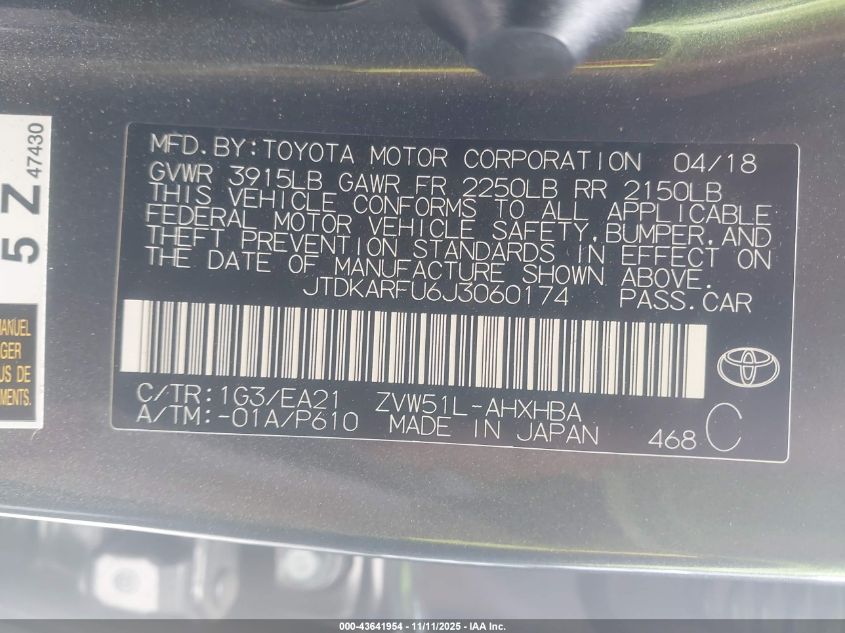 MFD.BY:TOYOTA MOTOR CORPORATION 04/18
GVWR 3915LB GAWR FR 2250LB RR 2150LB
THIS VEHICLE CONFORMS TO ALL APPLICABLE
FEDERAL MOTOR VEHICLE SAFETY,BUMPER,AND
THEFT PREVENTION STANDARDS IN EFFECT ON
THE DATE OF MANUFACTURE SHOWN ABOVE.
JTDKARFU6J3060174 PASS.CAR
C/TR:1G3/EA21 ZVW51L-AHXHBA
A/TM:-01A/P610 MADE IN JAPAN 468 C
5 Z 47430
MANUEL
GER
US DE
MENTS.
000-43641954 - 11/11/2025 - IAA Inc.